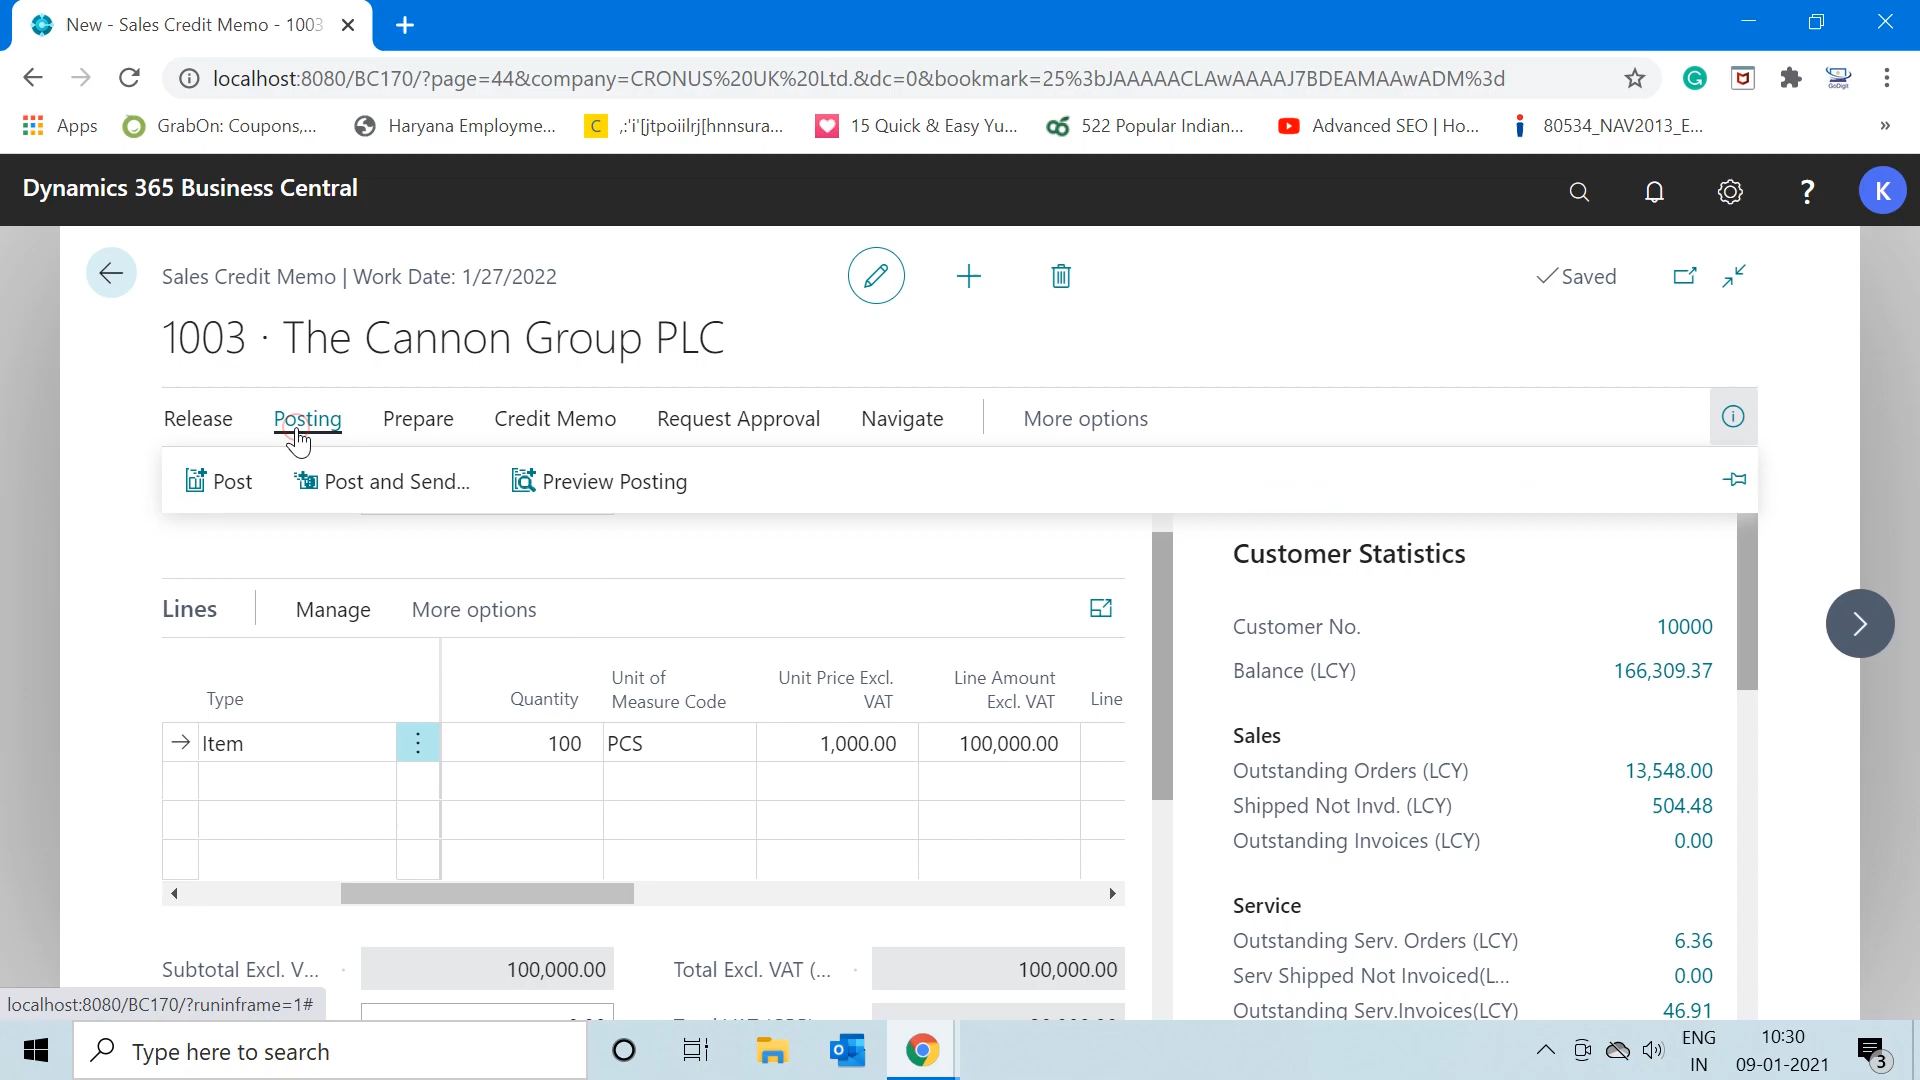 New - Sales Credit Memo - 1003
localhost:8080/BC170/?page=44&company=CRONUS%20UK%20Ltd.&dc=0&bookmark=25%3bJAAAAACLAwAAAAJ7BDEAMAAwADM%3d
Apps GrabOn: Coupons,... Haryana Employme... C ,;'i'[jtpoiilrj[hnnsura... 15 Quick & Easy Yu... 522 Popular Indian... Advanced SEO | Ho... 80534_NAV2013_E... »
Dynamics 365 Business Central
? K
Sales Credit Memo | Work Date: 1/27/2022
Saved
1003 · The Cannon Group PLC
Release Posting Prepare Credit Memo Request Approval Navigate More options
Post Post and Send... Preview Posting
Customer Statistics
Lines Manage More options
Customer No. 10000
Balance (LCY) 166,309.37
Type Quantity Unit of Measure Code Unit Price Excl. VAT Line Amount Excl. VAT Line
Item 100 PCS 1,000.00 100,000.00
Sales
Outstanding Orders (LCY) 13,548.00
Shipped Not Invd. (LCY) 504.48
Outstanding Invoices (LCY) 0.00
Service
Outstanding Serv. Orders (LCY) 6.36
Serv Shipped Not Invoiced(L... 0.00
Outstanding Serv.Invoices(LCY) 46.91
Subtotal Excl. V... 100,000.00 Total Excl. VAT (... 100,000.00
localhost:8080/BC170/?runinframe=1#
Type here to search
ENG
IN
10:30
09-01-2021
3